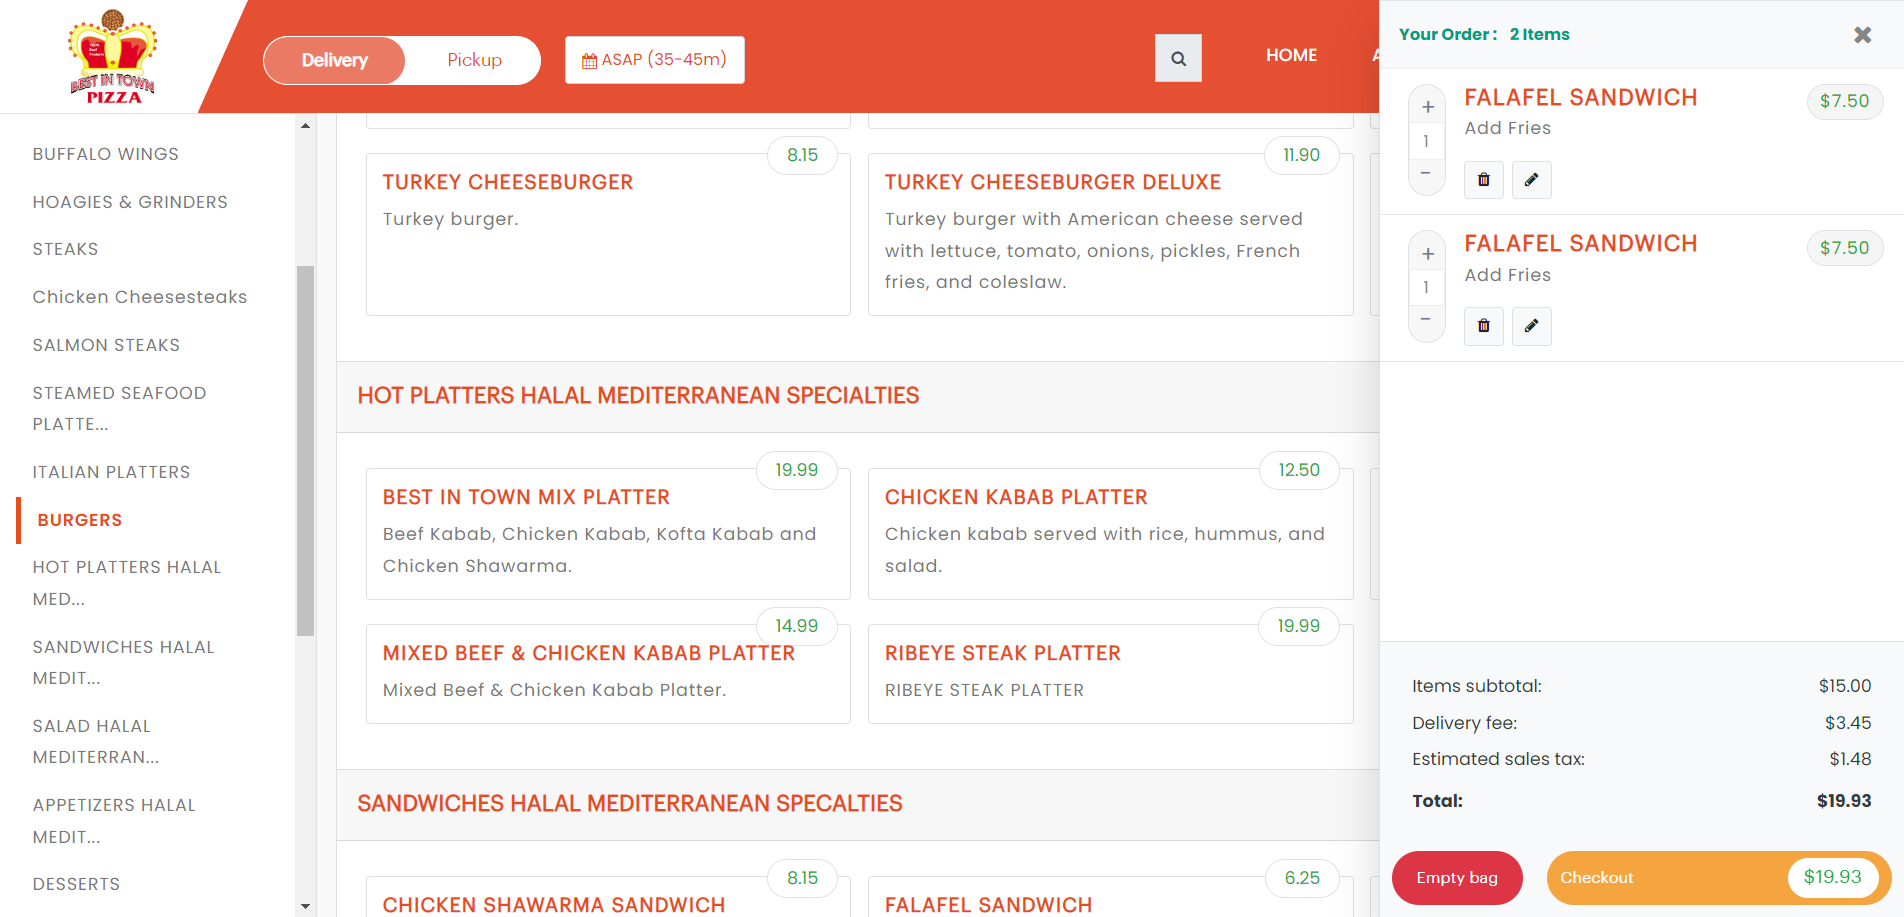 BEST IN TOWN
PIZZA
Delivery
Pickup
ASAP (35-45m)
HOME
BUFFALO WINGS
HOAGIES & GRINDERS
STEAKS
Chicken Cheesesteaks
SALMON STEAKS
STEAMED SEAFOOD
PLATTE...
ITALIAN PLATTERS
BURGERS
HOT PLATTERS HALAL
MED...
SANDWICHES HALAL
MEDIT...
SALAD HALAL
MEDITERRAN...
APPETIZERS HALAL
MEDIT...
DESSERTS
8.15
TURKEY CHEESEBURGER
Turkey burger.
11.90
TURKEY CHEESEBURGER DELUXE
Turkey burger with American cheese served
with lettuce, tomato, onions, pickles, French
fries, and coleslaw.
HOT PLATTERS HALAL MEDITERRANEAN SPECIALTIES
19.99
BEST IN TOWN MIX PLATTER
Beef Kabab, Chicken Kabab, Kofta Kabab and
Chicken Shawarma.
12.50
CHICKEN KABAB PLATTER
Chicken kabab served with rice, hummus, and
salad.
14.99
MIXED BEEF & CHICKEN KABAB PLATTER
Mixed Beef & Chicken Kabab Platter.
19.99
RIBEYE STEAK PLATTER
RIBEYE STEAK PLATTER
SANDWICHES HALAL MEDITERRANEAN SPECALTIES
8.15
CHICKEN SHAWARMA SANDWICH
6.25
FALAFEL SANDWICH
Your Order : 2 Items
+
1
−
FALAFEL SANDWICH
$7.50
Add Fries
+
1
−
FALAFEL SANDWICH
$7.50
Add Fries
Items subtotal: $15.00
Delivery fee: $3.45
Estimated sales tax: $1.48
Total: $19.93
Empty bag
Checkout $19.93